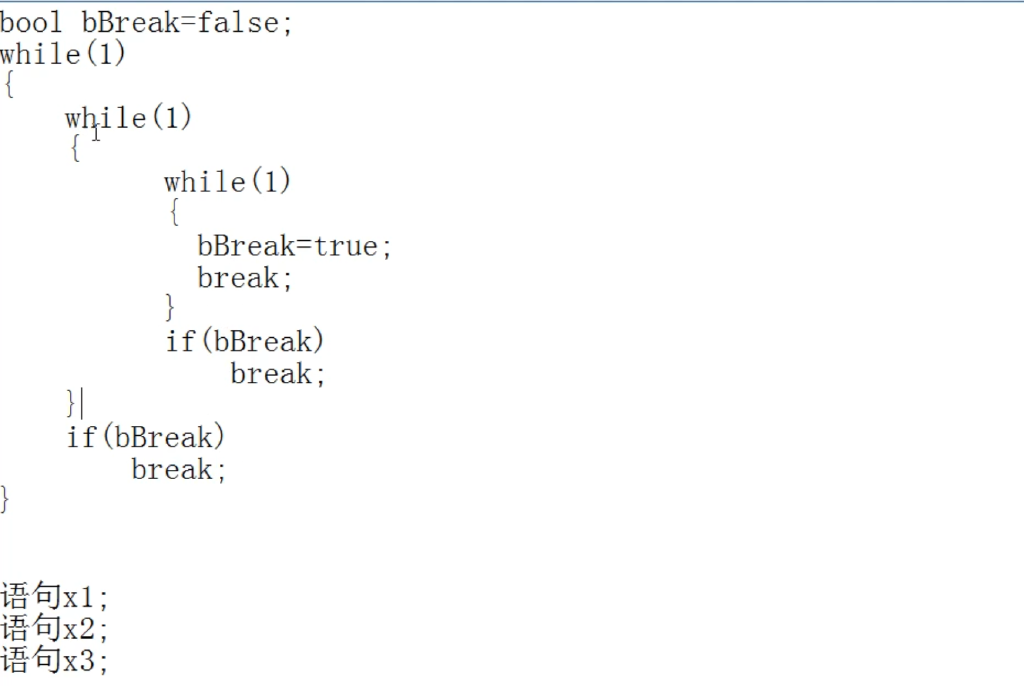 bool bBreak=false;
while(1)
{
while(1)
{
while(1)
{
bBreak=true;
break;
}
if(bBreak)
break;
}
if(bBreak)
break;
}
语句x1;
语句x2;
语句x3;